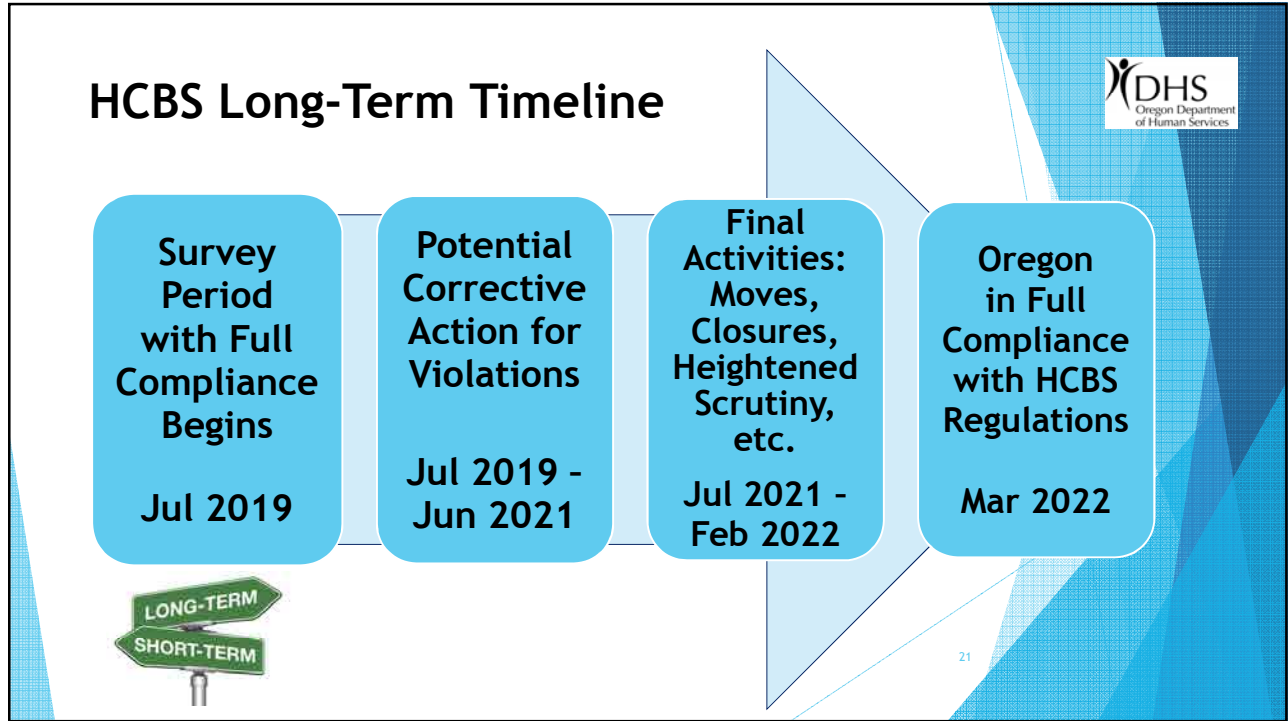 HCBS Long-Term Timeline
DHS
Oregon Department
of Human Services
Survey
Period
with Full
Compliance
Begins
Jul 2019
Potential
Corrective
Action for
Violations
Jul 2019 –
Jun 2021
Final
Activities:
Moves,
Closures,
Heightened
Scrutiny,
etc.
Jul 2021 –
Feb 2022
Oregon
in Full
Compliance
with HCBS
Regulations
Mar 2022
LONG-TERM
SHORT-TERM
21